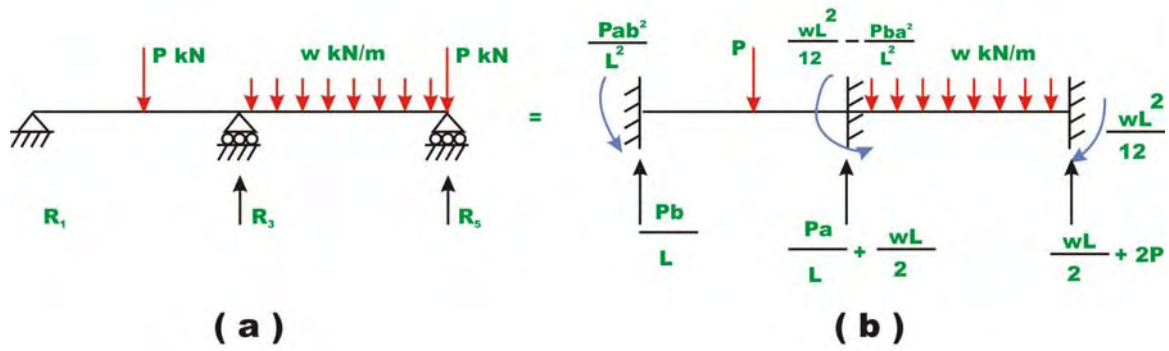 P kN
w kN/m
P kN
R₁
R₃
R₅
( a )
=
Pab²/L²
P
wL²/12 - Pba²/L²
w kN/m
wL²/12
Pb/L
Pa/L + wL/2
wL/2 + 2P
( b )